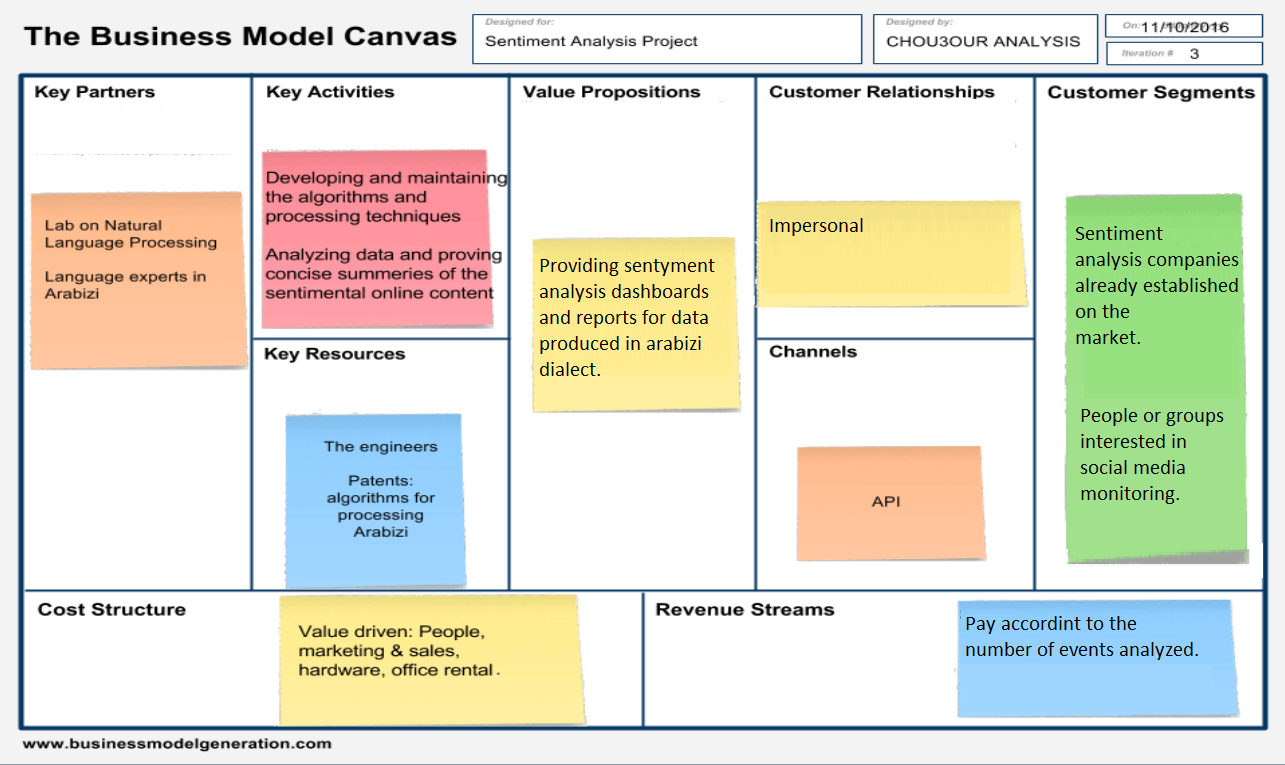 The Business Model Canvas
Designed for:
Sentiment Analysis Project
Designed by:
CHOU3OUR ANALYSIS
On:
11/10/2016
Iteration #
3
Key Partners
Lab on Natural
Language Processing
Language experts in
Arabizi
Key Activities
Developing and maintaining
the algorithms and
processing techniques
Analyzing data and proving
concise summeries of the
sentimental online content
Key Resources
The engineers
Patents:
algorithms for
processing
Arabizi
Value Propositions
Providing sentyment
analysis dashboards
and reports for data
produced in arabizi
dialect.
Customer Relationships
Impersonal
Channels
API
Customer Segments
Sentiment
analysis companies
already established
on the
market.
People or groups
interested in
social media
monitoring.
Cost Structure
Value driven: People,
marketing & sales,
hardware, office rental.
Revenue Streams
Pay accordint to the
number of events analyzed.
www.businessmodelgeneration.com